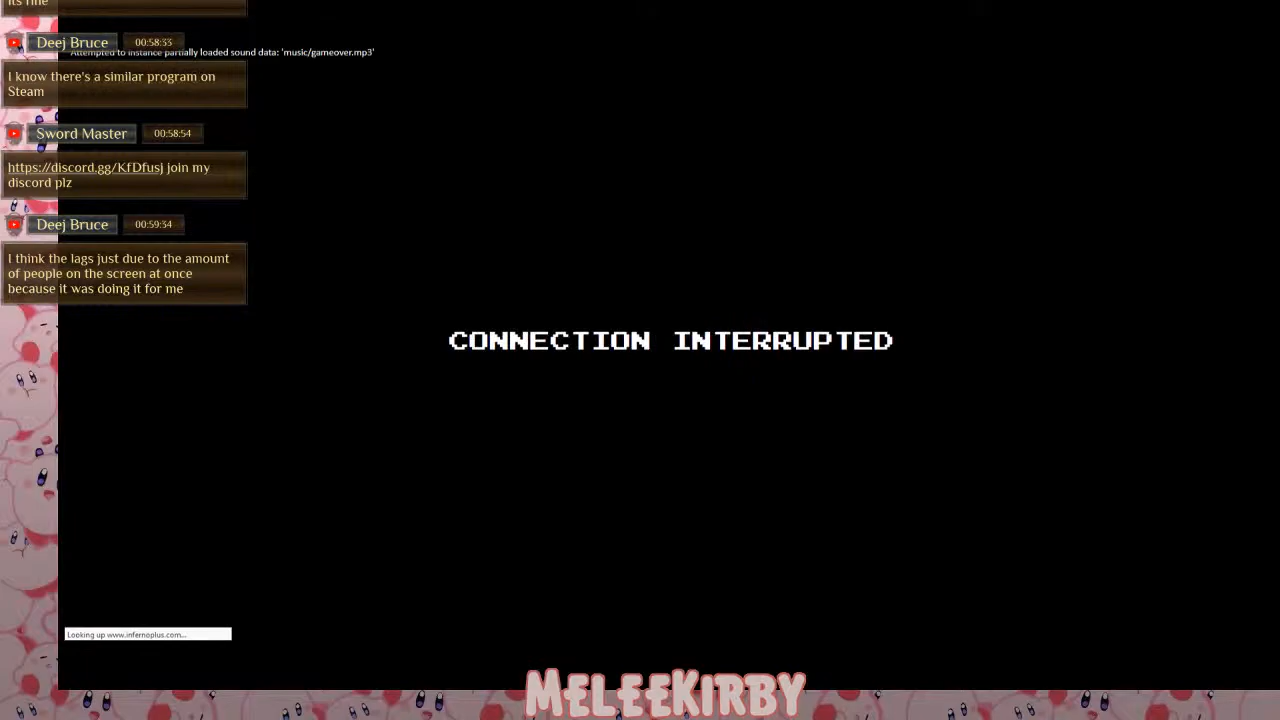 its fine
Deej Bruce 00:58:33
Attempted to instance partially loaded sound data: 'music/gameover.mp3'
I know there's a similar program on
Steam
Sword Master 00:58:54
https://discord.gg/KfDfusj join my
discord plz
Deej Bruce 00:59:34
I think the lags just due to the amount
of people on the screen at once
because it was doing it for me
CONNECTION INTERRUPTED
Looking up www.infernoplus.com...
MELEEKIRBY